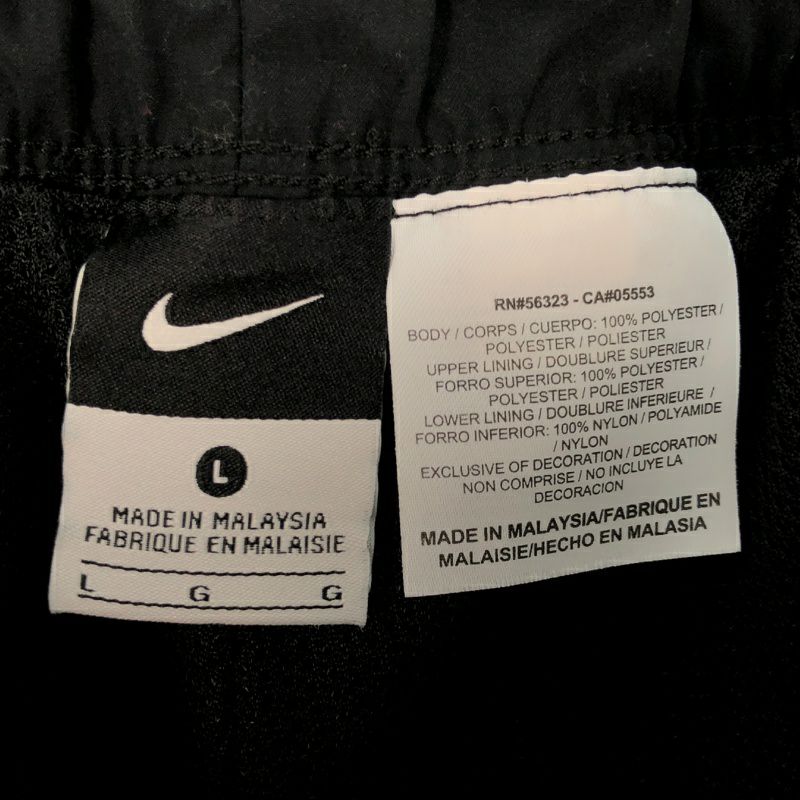 L
MADE IN MALAYSIA
FABRIQUE EN MALAISIE
L G G
RN#56323 - CA#05553
BODY / CORPS / CUERPO: 100% POLYESTER /
POLYESTER / POLIESTER
UPPER LINING / DOUBLURE SUPERIEUR /
FORRO SUPERIOR: 100% POLYESTER /
POLYESTER / POLIESTER
LOWER LINING / DOUBLURE INFERIEURE /
FORRO INFERIOR: 100% NYLON / POLYAMIDE
/ NYLON
EXCLUSIVE OF DECORATION / DECORATION
NON COMPRISE / NO INCLUYE LA
DECORACION
MADE IN MALAYSIA/FABRIQUE EN
MALAISIE/HECHO EN MALASIA